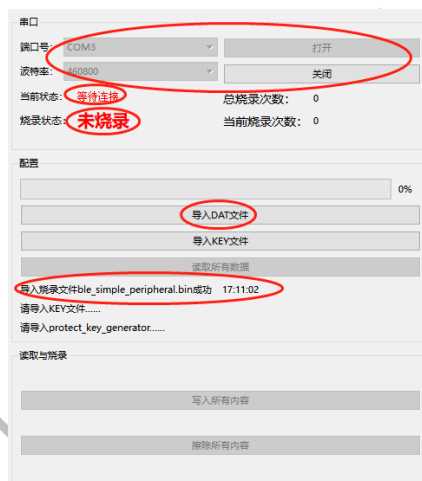 串口
端口号: COM3 打开
波特率: 460800 关闭
当前状态: 等待连接 总烧录次数: 0
烧录状态: 未烧录 当前烧录次数: 0
配置
0%
导入DAT文件
导入KEY文件
读取所有数据
导入烧录文件ble_simple_peripheral.bin成功 17:11:02
请导入KEY文件......
请导入protect_key_generator......
读取与烧录
写入所有内容
擦除所有内容